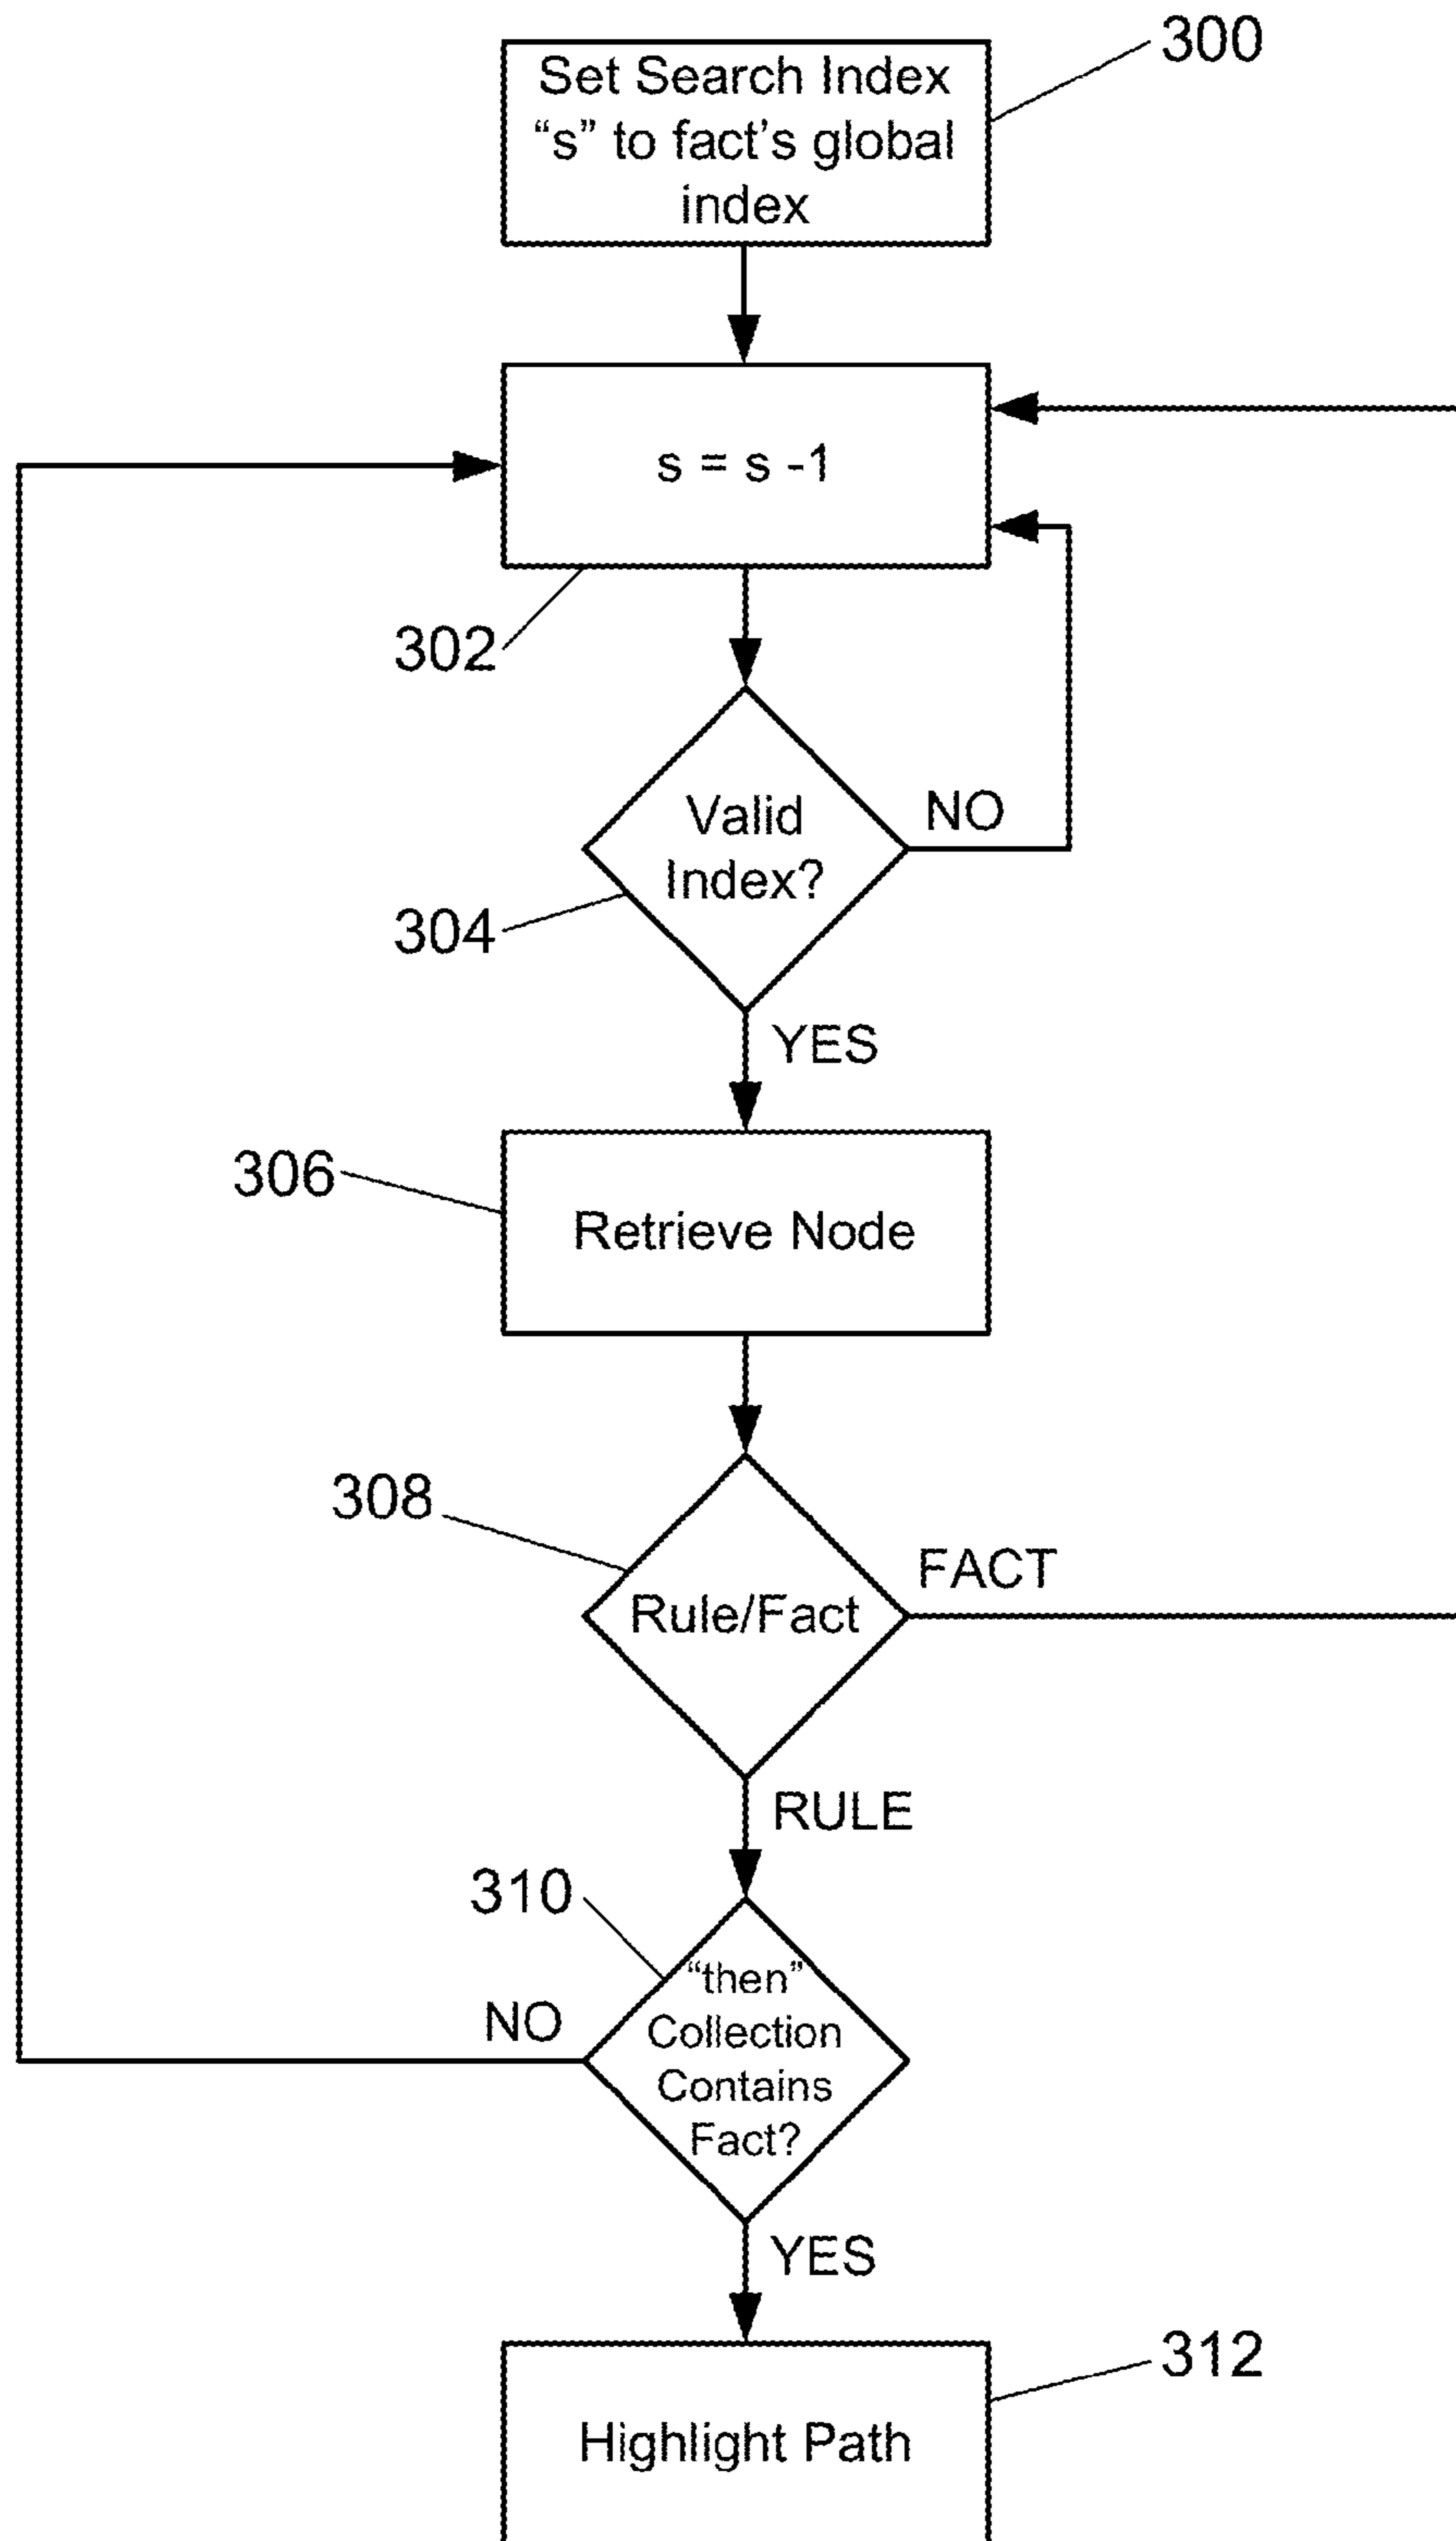 300
Set Search Index
“s” to fact’s global
index
s = s -1
302
Valid
Index?
NO
304
YES
306
Retrieve Node
308
FACT
Rule/Fact
RULE
310
“then”
Collection
Contains
Fact?
NO
YES
312
Highlight Path